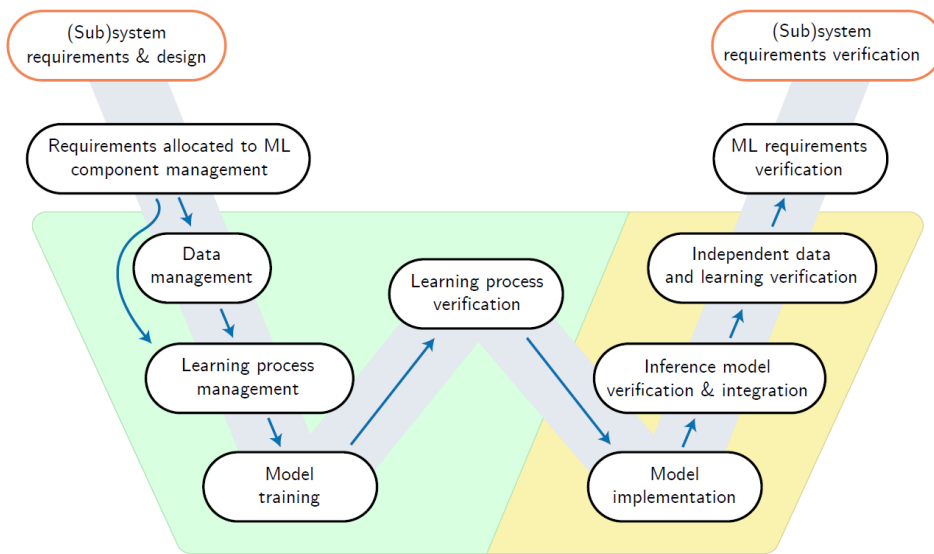 (Sub)system
requirements & design
(Sub)system
requirements verification
Requirements allocated to ML
component management
ML requirements
verification
Data
management
Learning process
verification
Independent data
and learning verification
Learning process
management
Inference model
verification & integration
Model
training
Model
implementation